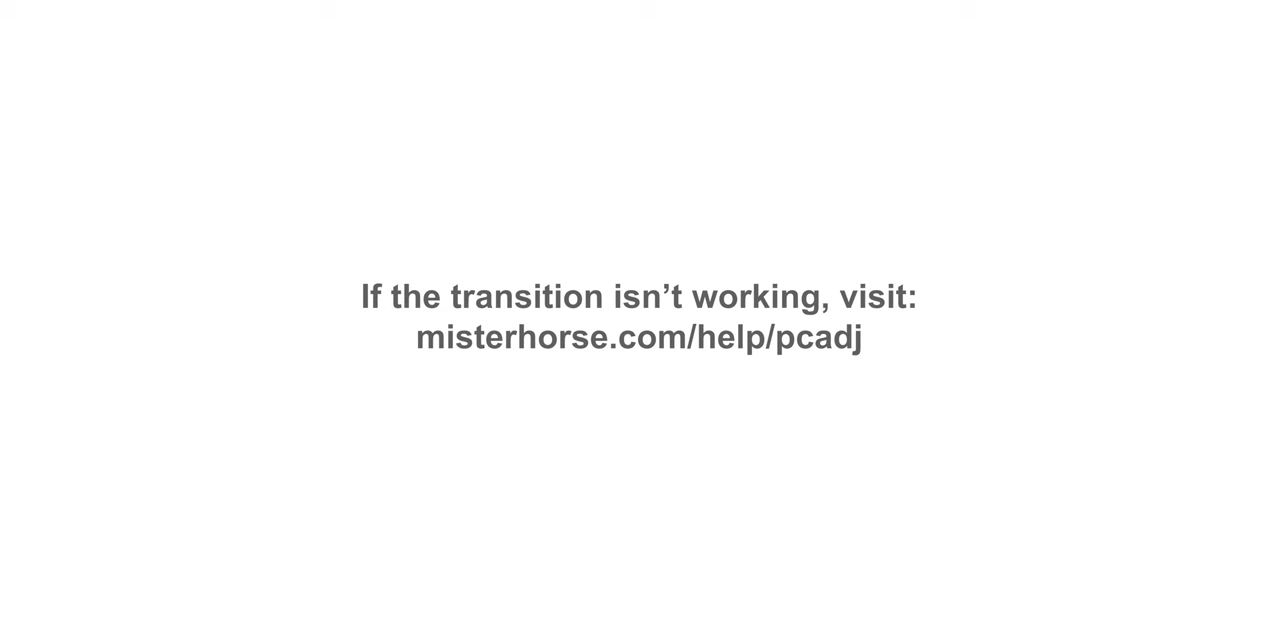 If the transition isn’t working, visit:
misterhorse.com/help/pcadj